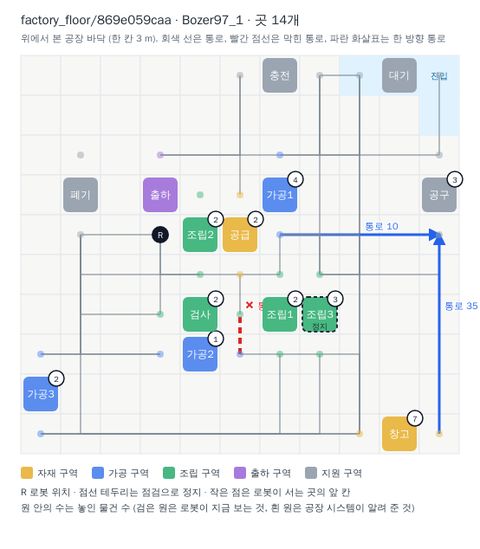 factory_floor/869e059caa · Bozer97_1 · 곳 14개
위에서 본 공장 바닥 (한 칸 3 m). 회색 선은 통로, 빨간 점선은 막힌 통로, 파란 화살표는 한 방향 통로
충전
대기
진입
4
3
폐기
출하
가공1
공구
2
2
R
조립2
공급
통로 10
2
2
3
통로 35
검사
조립1
조립3
정지
1
가공2
2
가공3
7
창고
자재 구역
가공 구역
조립 구역
출하 구역
지원 구역
R 로봇 위치 · 점선 테두리는 점검으로 정지 · 작은 점은 로봇이 서는 곳의 앞 칸
원 안의 수는 놓인 물건 수 (검은 원은 로봇이 지금 보는 것, 흰 원은 공장 시스템이 알려 준 것)